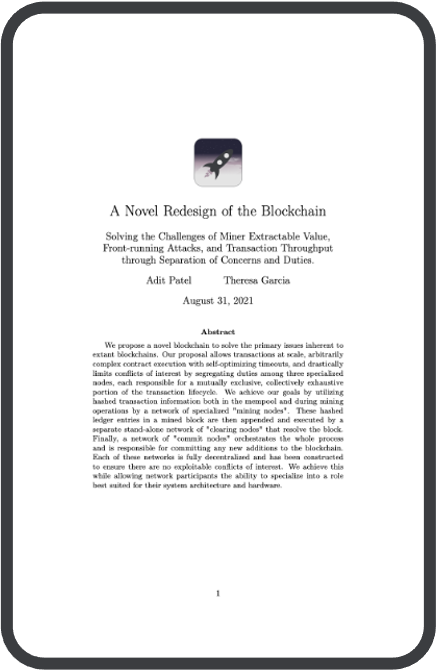 A Novel Redesign of the Blockchain
Solving the Challenges of Miner Extractable Value,
Front-running Attacks, and Transaction Throughput
through Separation of Concerns and Duties.
Adit Patel Theresa Garcia
August 31, 2021
Abstract
We propose a novel blockchain to solve the primary issues inherent to
extant blockchains. Our proposal allows transactions at scale, arbitrarily
complex contract execution with self-optimizing timeouts, and drastically
limits conflicts of interest by segregating duties among three specialized
nodes, each responsible for a mutually exclusive, collectively exhaustive
portion of the transaction lifecycle. We achieve our goals by utilizing
hashed transaction information both in the mempool and during mining
operations by a network of specialized "mining nodes". These hashed
ledger entries in a mined block are then appended and executed by a
separate stand-alone network of "clearing nodes" that resolve the block.
Finally, a network of "commit nodes" orchestrates the whole process
and is responsible for committing any new additions to the blockchain.
Each of these networks is fully decentralized and has been constructed
to ensure there are no exploitable conflicts of interest. We achieve this
while allowing network participants the ability to specialize into a role
best suited for their system architecture and hardware.
1